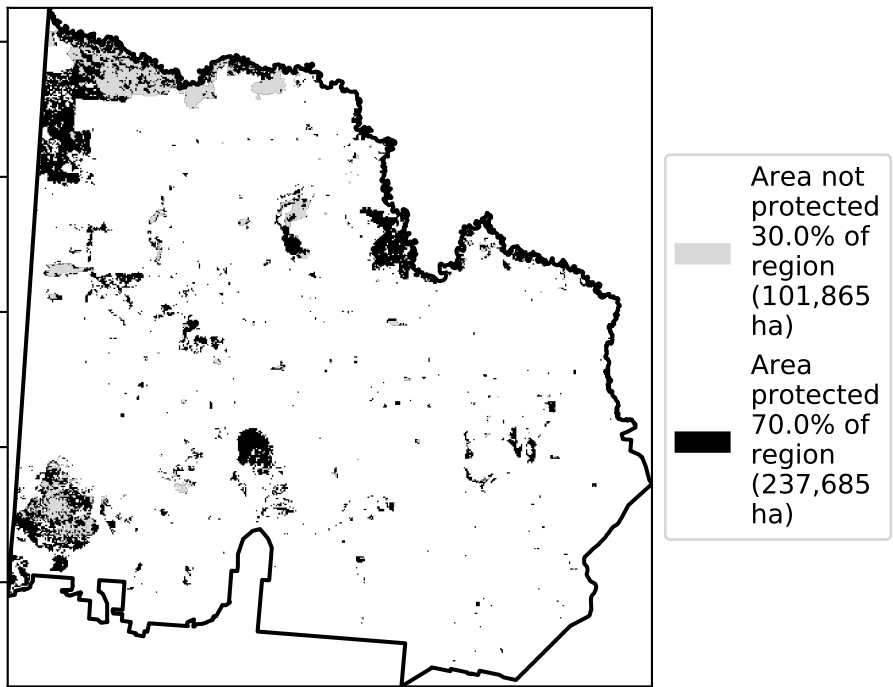 Area not
protected
30.0% of
region
(101,865
ha)
Area
protected
70.0% of
region
(237,685
ha)